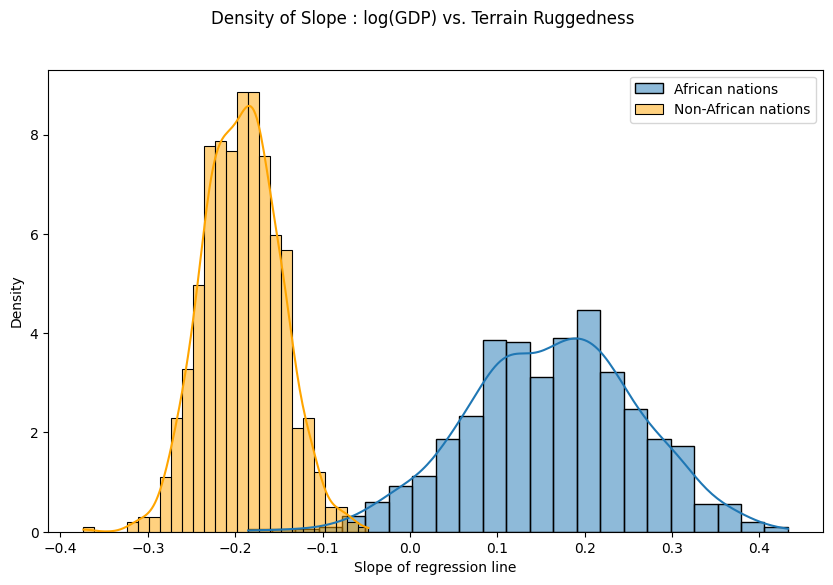 Density of Slope : log(GDP) vs. Terrain Ruggedness
African nations
Non-African nations
Density
8
6
4
2
0
−0.4 −0.3 −0.2 −0.1 0.0 0.1 0.2 0.3 0.4
Slope of regression line